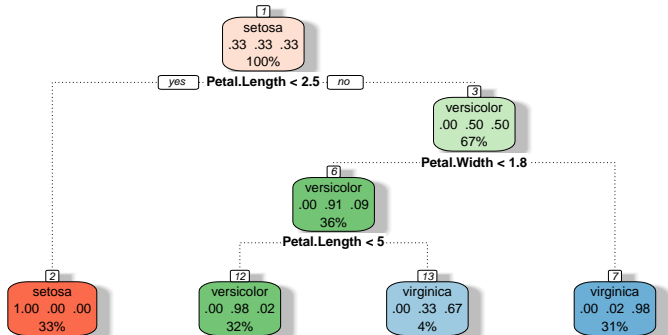 1
setosa
.33 .33 .33
100%
yes Petal.Length < 2.5 no
3
versicolor
.00 .50 .50
67%
Petal.Width < 1.8
6
versicolor
.00 .91 .09
36%
Petal.Length < 5
2
setosa
1.00 .00 .00
33%
12
versicolor
.00 .98 .02
32%
13
virginica
.00 .33 .67
4%
7
virginica
.00 .02 .98
31%